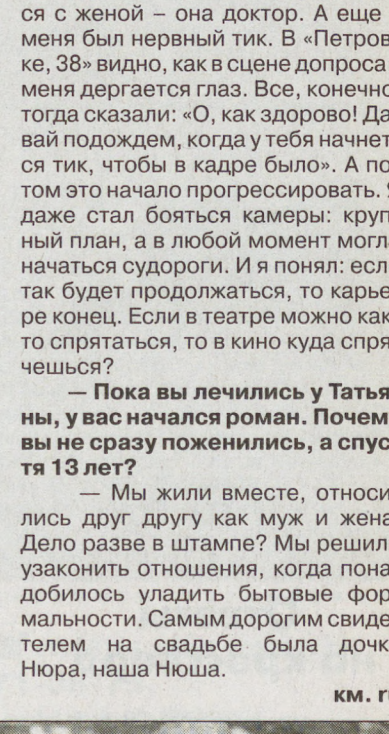 ся с женой – она доктор. А еще
меня был нервный тик. В «Петров
ке, 38» видно, как в сцене допроса
меня дергается глаз. Все, конечно
тогда сказали: «О, как здорово! Да
вай подождем, когда у тебя начнет
ся тик, чтобы в кадре было». А по
том это начало прогрессировать.
даже стал бояться камеры: круп
ный план, а в любой момент могла
начаться судороги. И я понял: есл
так будет продолжаться, то карье
ре конец. Если в театре можно как
то спрятаться, то в кино куда спря
чешься?
— Пока вы лечились у Татья
ны, у вас начался роман. Почем
вы не сразу поженились, а спус
тя 13 лет?
— Мы жили вместе, относи
лись друг другу как муж и жена
Дело разве в штампе? Мы решил
узаконить отношения, когда пона
добилось уладить бытовые фор
мальности. Самым дорогим свиде
телем на свадьбе была дочк
Нюра, наша Нюша.
км. r